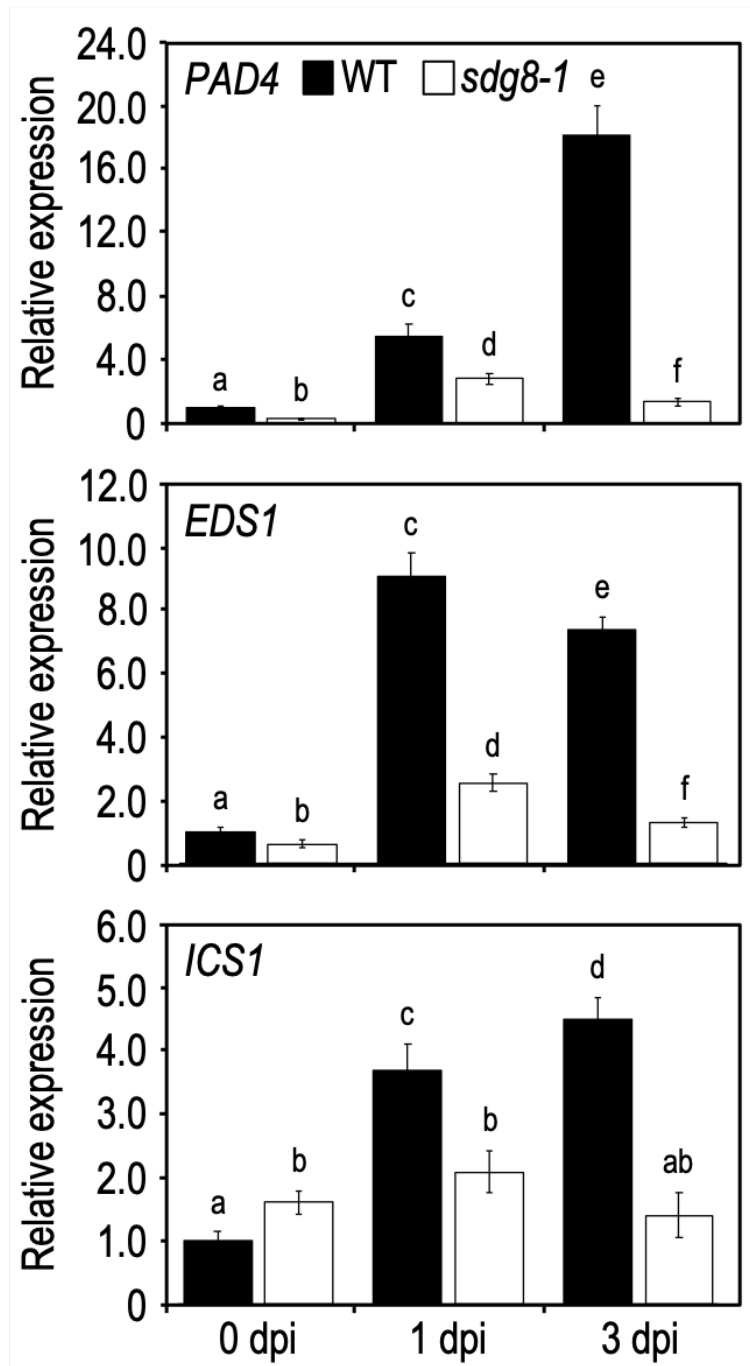 24.0
PAD4 WT sdg8-1
e
20.0
16.0
12.0
8.0
c
4.0
d
a
b
f
0
Relative expression
12.0
EDS1
c
10.0
e
8.0
6.0
4.0
d
2.0
a
b
f
0
Relative expression
6.0
ICS1
d
5.0
c
4.0
3.0
b
b
ab
2.0
a
1.0
0
Relative expression
0 dpi 1 dpi 3 dpi